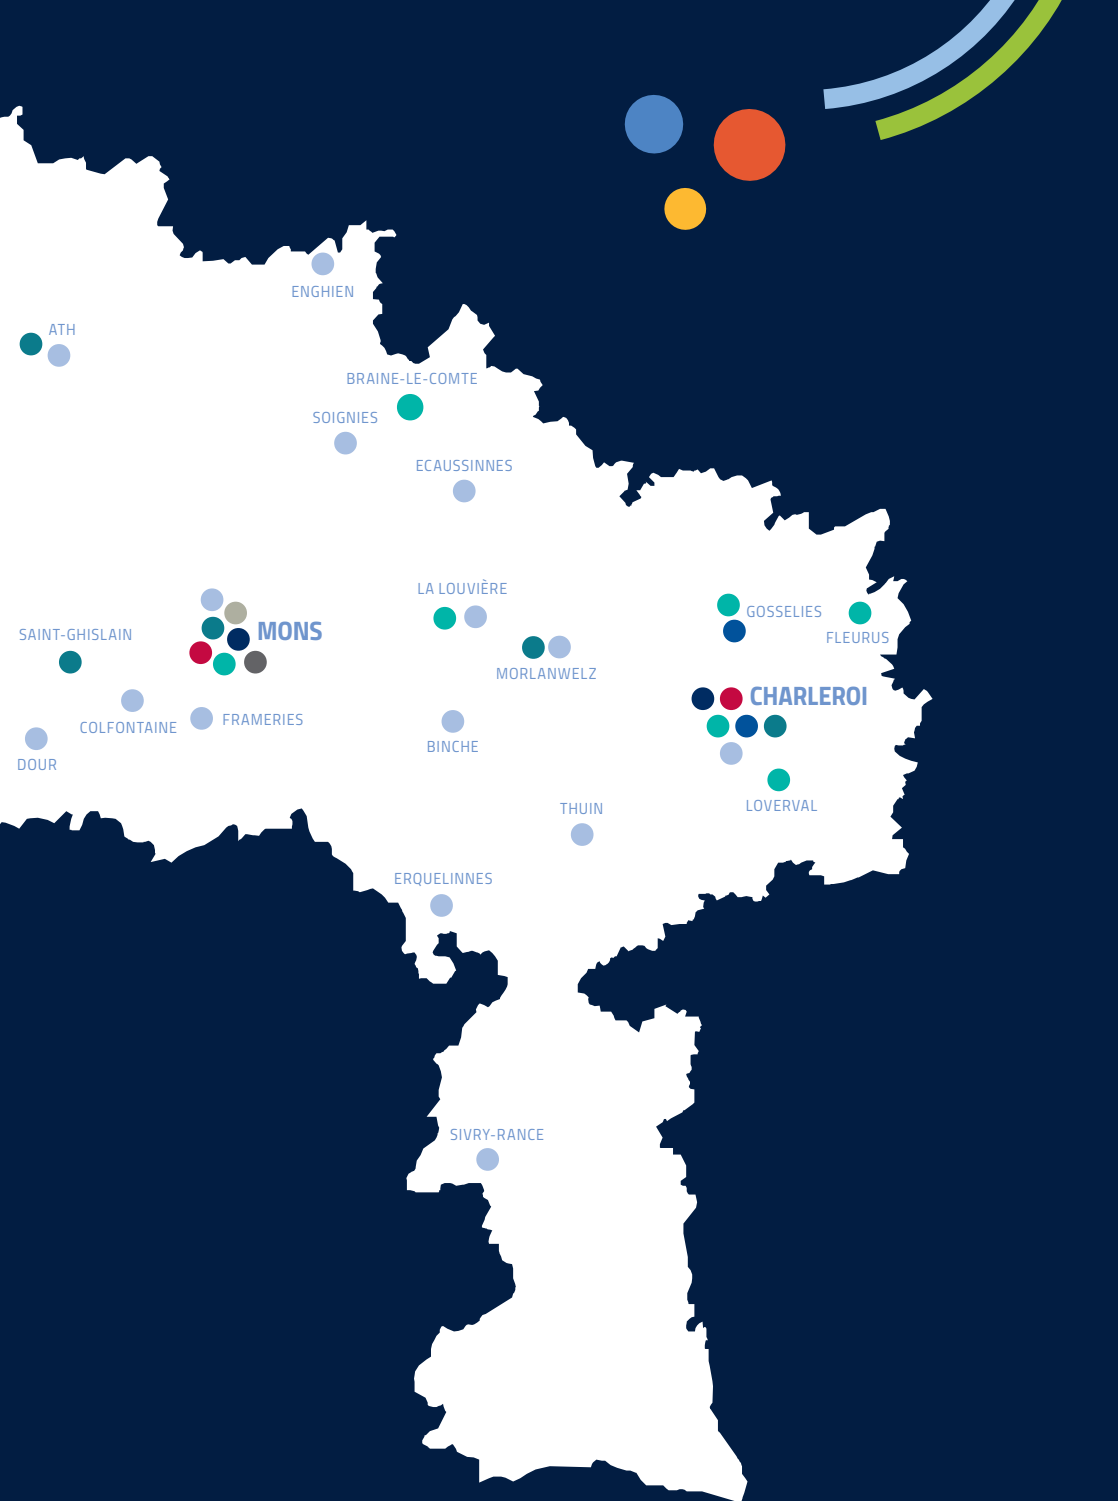 ENGHIEN
ATH
BRAINE-LE-COMTE
SOIGNIES
ECAUSSINNES
LA LOUVIÈRE
GOSSELIES
MONS
SAINT-GHISLAIN
FLEURUS
MORLANWELZ
CHARLEROI
FRAMERIES
COLFONTAINE
BINCHE
DOUR
LOVERVAL
THUIN
ERQUELINNES
SIVRY-RANCE